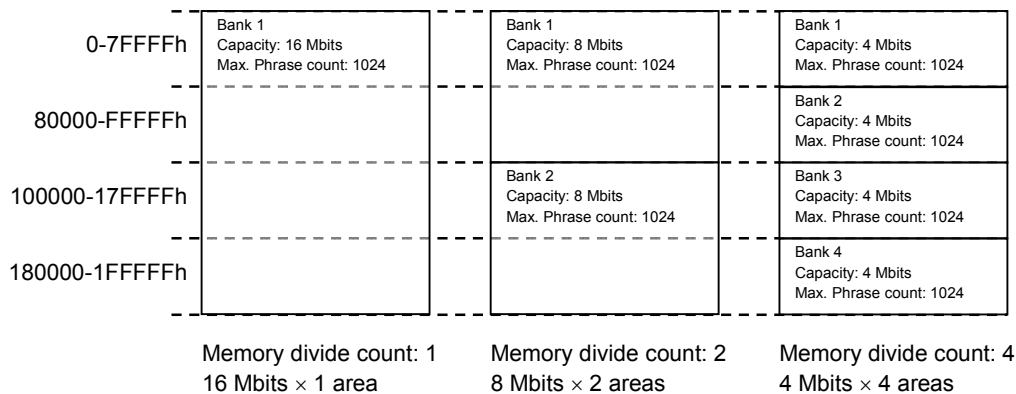 0-7FFFFh
Bank 1
Capacity: 16 Mbits
Max. Phrase count: 1024
Bank 1
Capacity: 8 Mbits
Max. Phrase count: 1024
Bank 1
Capacity: 4 Mbits
Max. Phrase count: 1024
80000-FFFFFh
Bank 2
Capacity: 4 Mbits
Max. Phrase count: 1024
100000-17FFFFh
Bank 2
Capacity: 8 Mbits
Max. Phrase count: 1024
Bank 3
Capacity: 4 Mbits
Max. Phrase count: 1024
180000-1FFFFFh
Bank 4
Capacity: 4 Mbits
Max. Phrase count: 1024
Memory divide count: 1
16 Mbits × 1 area
Memory divide count: 2
8 Mbits × 2 areas
Memory divide count: 4
4 Mbits × 4 areas